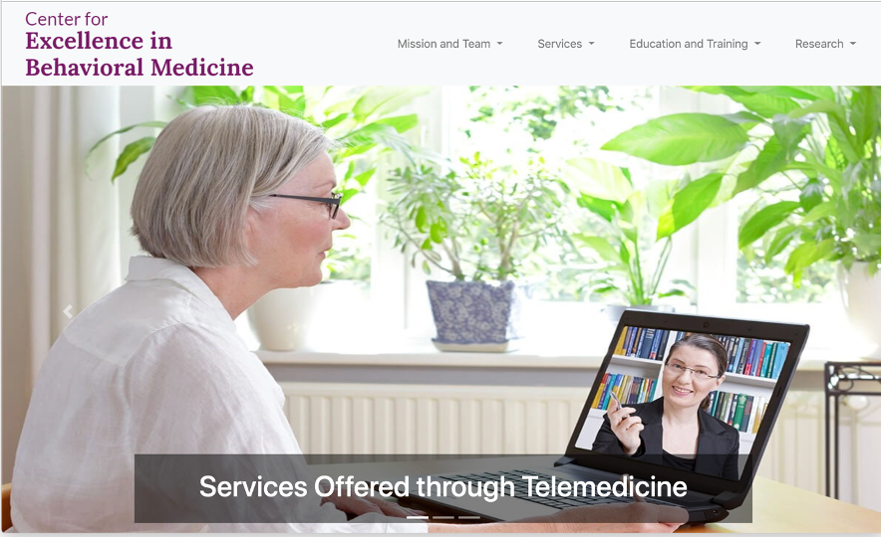 Center for
Excellence in
Behavioral Medicine
Mission and Team
Services
Education and Training
Research
Services Offered through Telemedicine